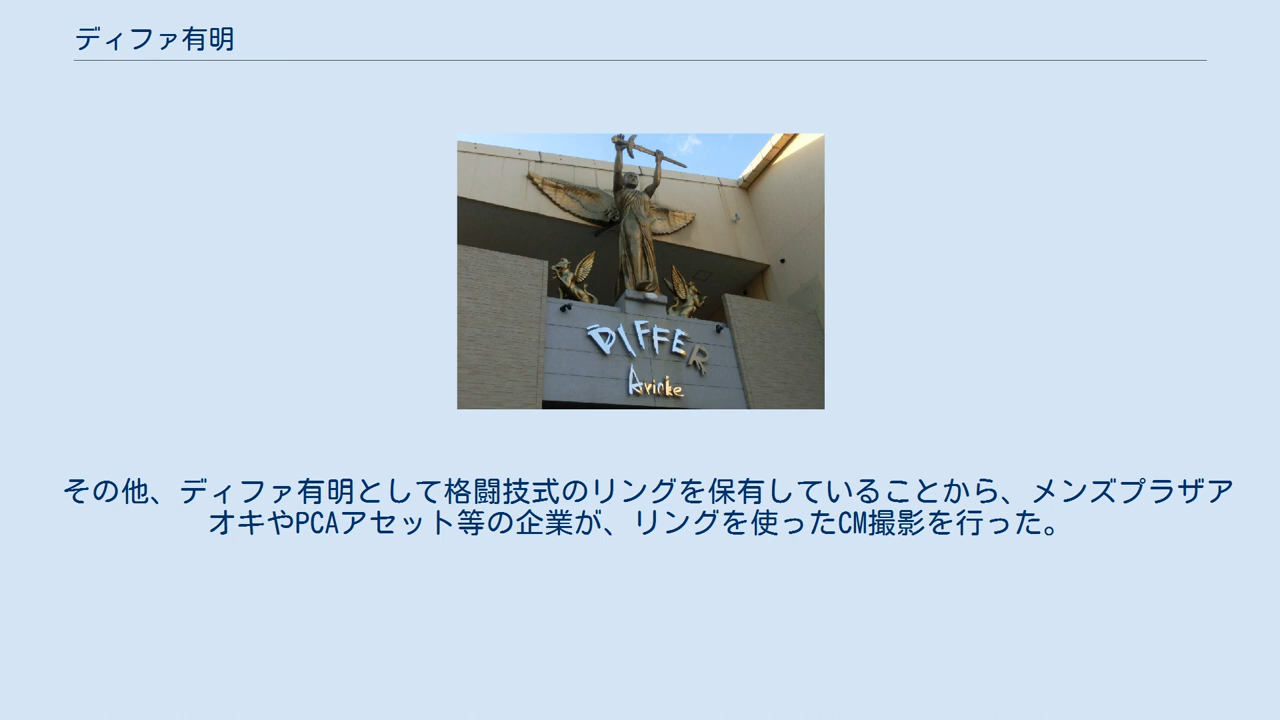 ディファ有明
DIFFER
Ariake
その他、ディファ有明として格闘技式のリングを保有していることから、メンズプラザア
オキやPCAアセット等の企業が、リングを使ったCM撮影を行った。